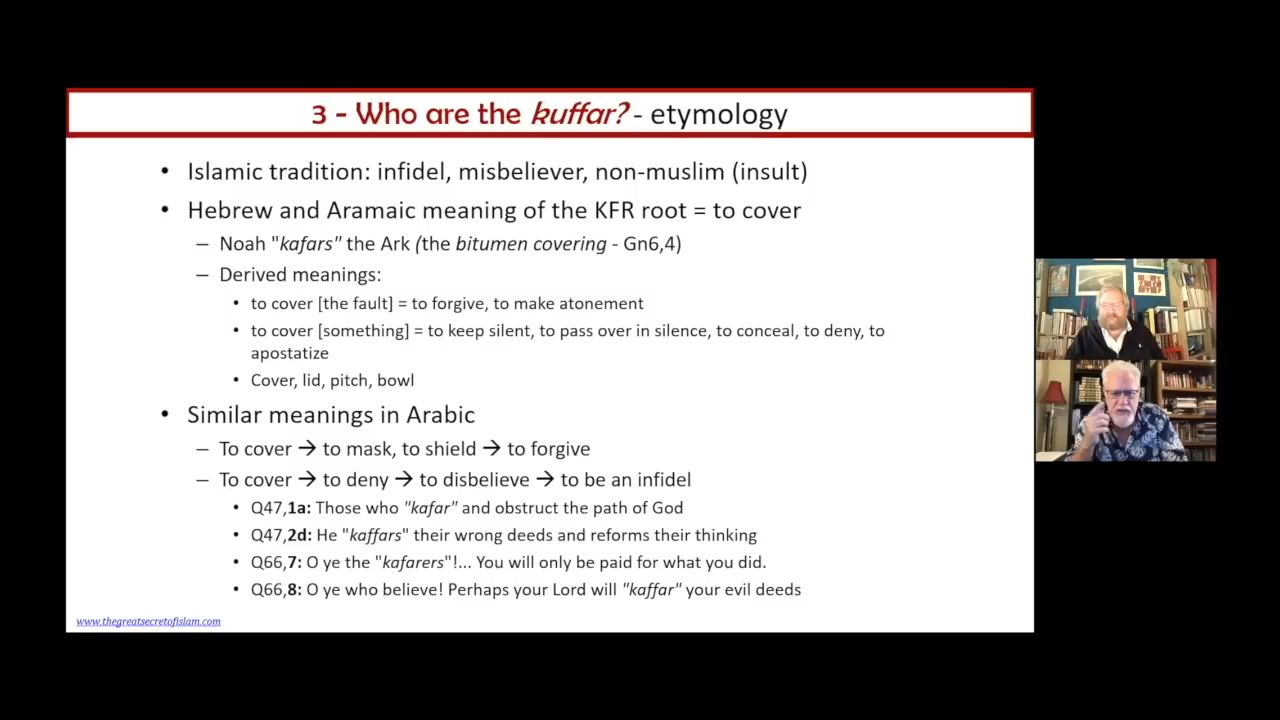 3 - Who are the kuffar? - etymology
• Islamic tradition: infidel, misbeliever, non-muslim (insult)
• Hebrew and Aramaic meaning of the KFR root = to cover
– Noah "kafars" the Ark (the bitumen covering - Gn6,4)
– Derived meanings:
• to cover [the fault] = to forgive, to make atonement
• to cover [something] = to keep silent, to pass over in silence, to conceal, to deny, to
apostatize
• Cover, lid, pitch, bowl
• Similar meanings in Arabic
– To cover → to mask, to shield → to forgive
– To cover → to deny → to disbelieve → to be an infidel
• Q47,1a: Those who "kafar" and obstruct the path of God
• Q47,2d: He "kaffars" their wrong deeds and reforms their thinking
• Q66,7: O ye the "kafarers"!... You will only be paid for what you did.
• Q66,8: O ye who believe! Perhaps your Lord will "kaffar" your evil deeds
www.thegreatsecretofislam.com